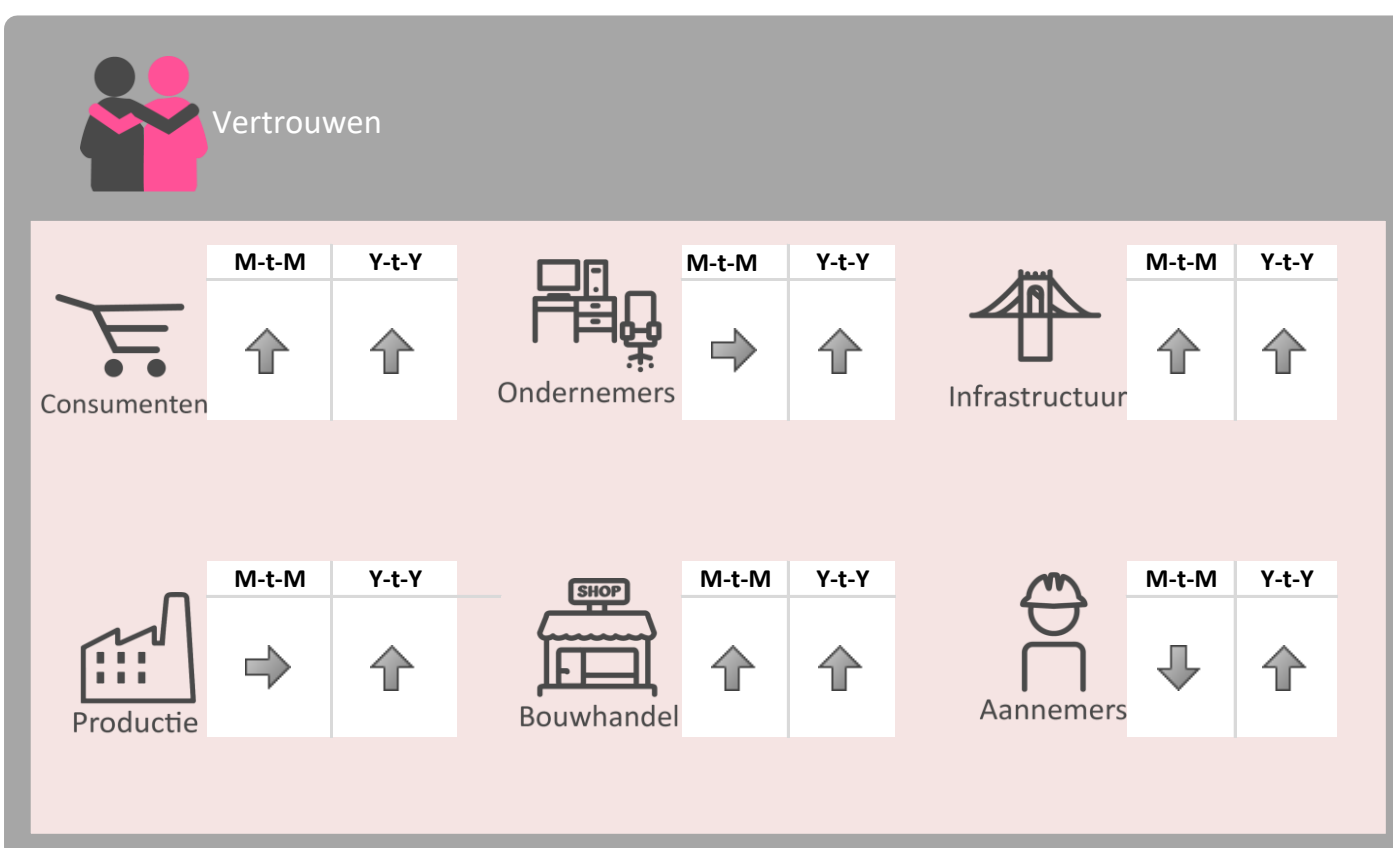 Vertrouwen
M-t-M Y-t-Y
Consumenten
M-t-M Y-t-Y
Ondernemers
M-t-M Y-t-Y
Infrastructuur
M-t-M Y-t-Y
Productie
SHOP
M-t-M Y-t-Y
Bouwhandel
M-t-M Y-t-Y
Aannemers